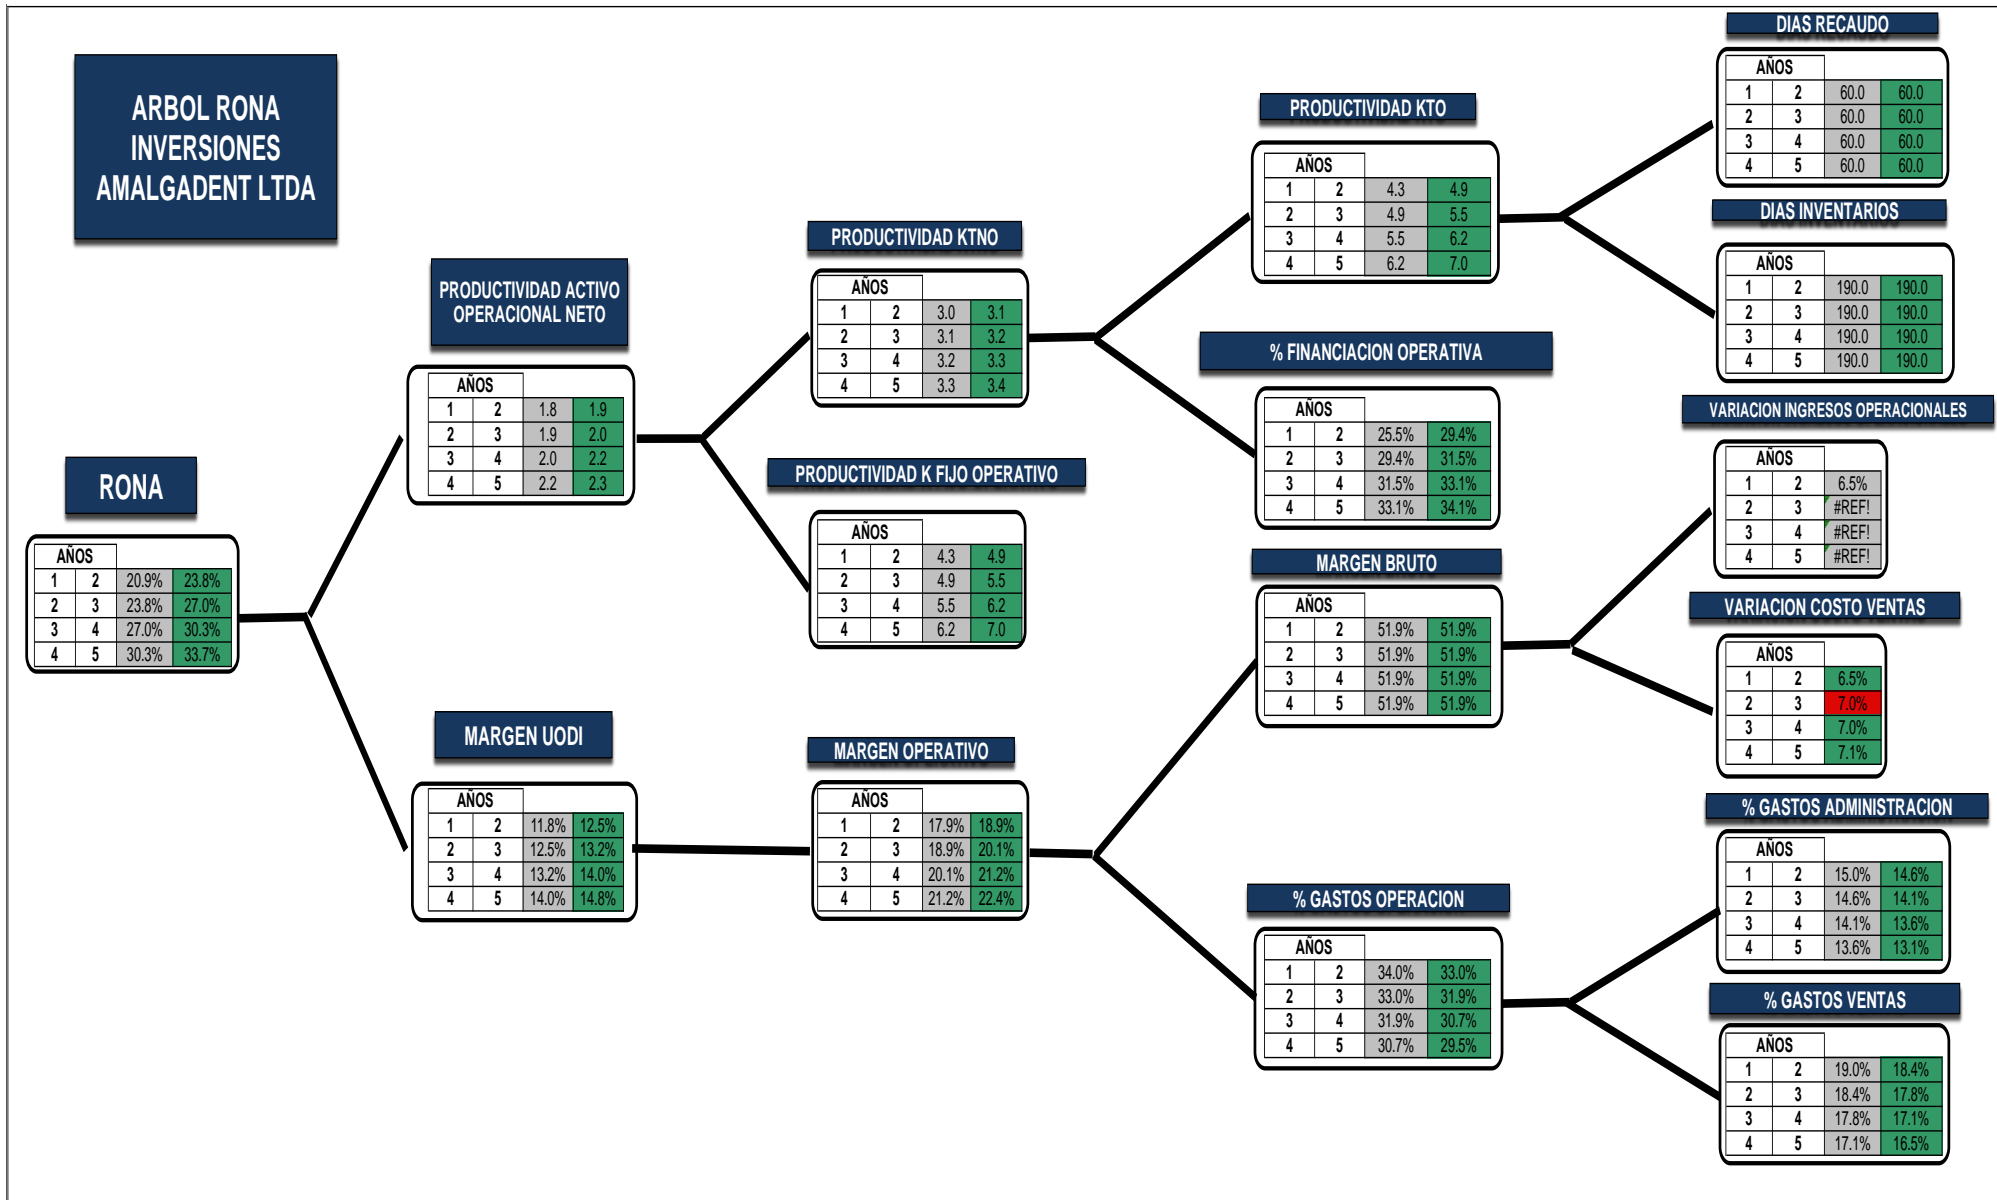 ARBOL RONA
INVERSIONES
AMALGADENT LTDA
RONA
AÑOS
1 2 20.9% 23.8%
2 3 23.8% 27.0%
3 4 27.0% 30.3%
4 5 30.3% 33.7%
PRODUCTIVIDAD ACTIVO
OPERACIONAL NETO
AÑOS
1 2 1.8 1.9
2 3 1.9 2.0
3 4 2.0 2.2
4 5 2.2 2.3
MARGEN UODI
AÑOS
1 2 11.8% 12.5%
2 3 12.5% 13.2%
3 4 13.2% 14.0%
4 5 14.0% 14.8%
PRODUCTIVIDAD KTNO
AÑOS
1 2 3.0 3.1
2 3 3.1 3.2
3 4 3.2 3.3
4 5 3.3 3.4
PRODUCTIVIDAD K FIJO OPERATIVO
AÑOS
1 2 4.3 4.9
2 3 4.9 5.5
3 4 5.5 6.2
4 5 6.2 7.0
MARGEN OPERATIVO
AÑOS
1 2 17.9% 18.9%
2 3 18.9% 20.1%
3 4 20.1% 21.2%
4 5 21.2% 22.4%
PRODUCTIVIDAD KTO
AÑOS
1 2 4.3 4.9
2 3 4.9 5.5
3 4 5.5 6.2
4 5 6.2 7.0
% FINANCIACION OPERATIVA
AÑOS
1 2 25.5% 29.4%
2 3 29.4% 31.5%
3 4 31.5% 33.1%
4 5 33.1% 34.1%
MARGEN BRUTO
AÑOS
1 2 51.9% 51.9%
2 3 51.9% 51.9%
3 4 51.9% 51.9%
4 5 51.9% 51.9%
% GASTOS OPERACION
AÑOS
1 2 34.0% 33.0%
2 3 33.0% 31.9%
3 4 31.9% 30.7%
4 5 30.7% 29.5%
DIAS RECAUDO
AÑOS
1 2 60.0 60.0
2 3 60.0 60.0
3 4 60.0 60.0
4 5 60.0 60.0
DIAS INVENTARIOS
AÑOS
1 2 190.0 190.0
2 3 190.0 190.0
3 4 190.0 190.0
4 5 190.0 190.0
VARIACION INGRESOS OPERACIONALES
AÑOS
1 2 6.5%
2 3 #REF!
3 4 #REF!
4 5 #REF!
VARIACION COSTO VENTAS
AÑOS
1 2 6.5%
2 3 7.0%
3 4 7.0%
4 5 7.1%
% GASTOS ADMINISTRACION
AÑOS
1 2 15.0% 14.6%
2 3 14.6% 14.1%
3 4 14.1% 13.6%
4 5 13.6% 13.1%
% GASTOS VENTAS
AÑOS
1 2 19.0% 18.4%
2 3 18.4% 17.8%
3 4 17.8% 17.1%
4 5 17.1% 16.5%